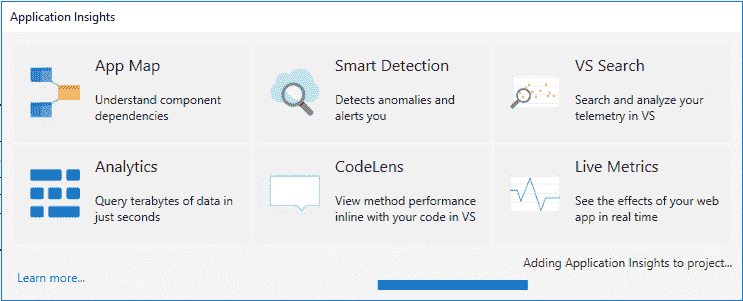 Application Insights
App Map
Understand component
dependencies
Smart Detection
Detects anomalies and
alerts you
VS Search
Search and analyze your
telemetry in VS
Analytics
Query terabytes of data in
just seconds
CodeLens
View method performance
inline with your code in VS
Live Metrics
See the effects of your web
app in real time
Adding Application Insights to project...
Learn more...